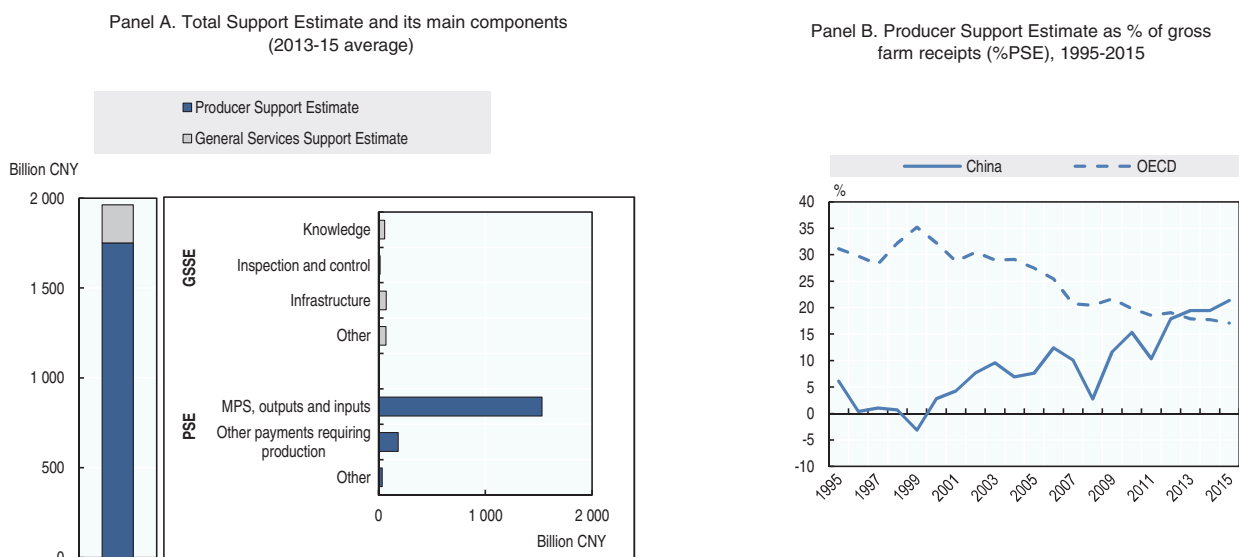 Panel A. Total Support Estimate and its main components
(2013-15 average)
Producer Support Estimate
General Services Support Estimate
Billion CNY
2 000
1 500
1 000
500
0
GSSE
Knowledge
Inspection and control
Infrastructure
Other
PSE
MPS, outputs and inputs
Other payments requiring
production
Other
0
1 000
2 000
Billion CNY
Panel B. Producer Support Estimate as % of gross
farm receipts (%PSE), 1995-2015
China
OECD
%
40
35
30
25
20
15
10
5
0
-5
-10
1995
1997
1999
2001
2003
2005
2007
2009
2011
2013
2015